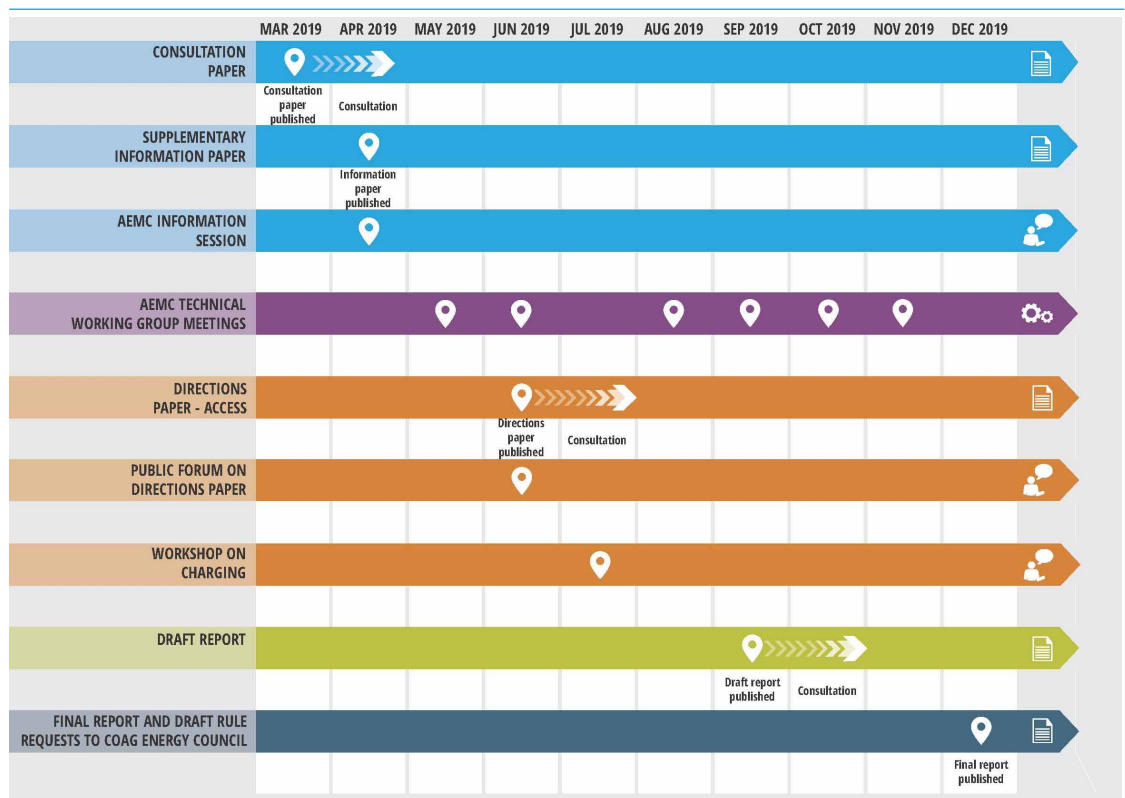 MAR 2019 APR 2019 MAY 2019 JUN 2019 JUL 2019 AUG 2019 SEP 2019 OCT 2019 NOV 2019 DEC 2019
CONSULTATION
PAPER
Consultation
paper
published
Consultation
SUPPLEMENTARY
INFORMATION PAPER
Information
paper
published
AEMC INFORMATION
SESSION
AEMC TECHNICAL
WORKING GROUP MEETINGS
DIRECTIONS
PAPER - ACCESS
Directions
paper
published
Consultation
PUBLIC FORUM ON
DIRECTIONS PAPER
WORKSHOP ON
CHARGING
DRAFT REPORT
Draft report
published
Consultation
FINAL REPORT AND DRAFT RULE
REQUESTS TO COAG ENERGY COUNCIL
Final report
published